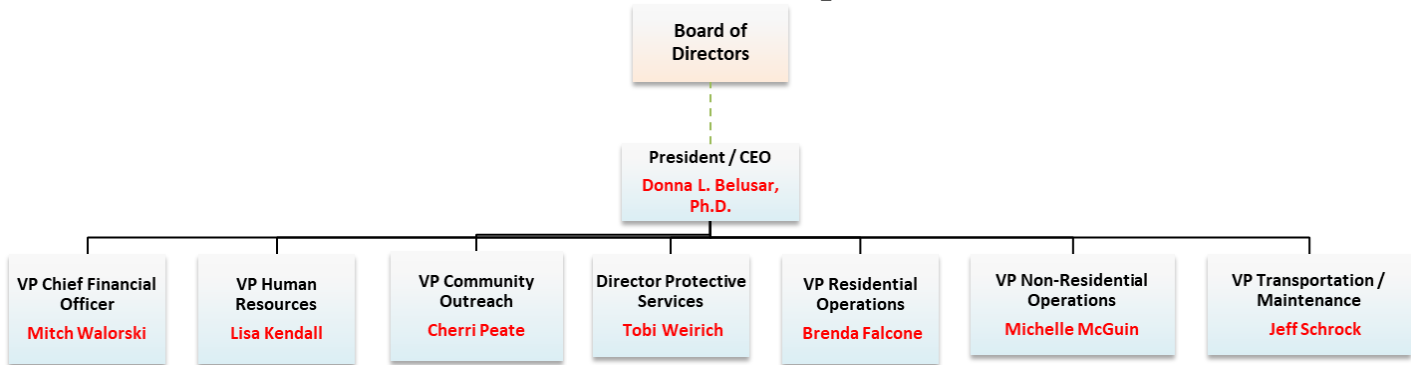 Board of
Directors
President / CEO
Donna L. Belusar,
Ph.D.
VP Chief Financial
Officer
Mitch Walorski
VP Human
Resources
Lisa Kendall
VP Community
Outreach
Cherri Peate
Director Protective
Services
Tobi Weirich
VP Residential
Operations
Brenda Falcone
VP Non-Residential
Operations
Michelle McGuin
VP Transportation /
Maintenance
Jeff Schrock